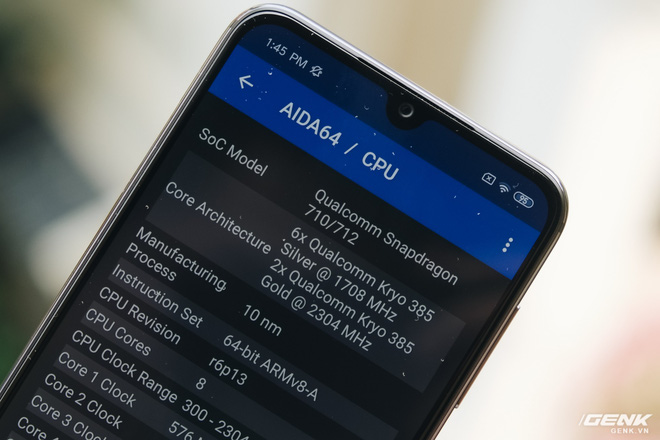 1:45 PM
95
AIDA64 / CPU
SoC Model
Qualcomm Snapdragon
710/712
Core Architecture
6x Qualcomm Kryo 385
Silver @ 1708 MHz
2x Qualcomm Kryo 385
Gold @ 2304 MHz
Manufacturing
Process
10 nm
Instruction Set
64-bit ARMv8-A
CPU Revision
r6p13
CPU Cores
8
CPU Clock Range
300 - 2304
Core 1 Clock
576
Core 2 Clock
Core 3 Clock
GENK
GENK.VN